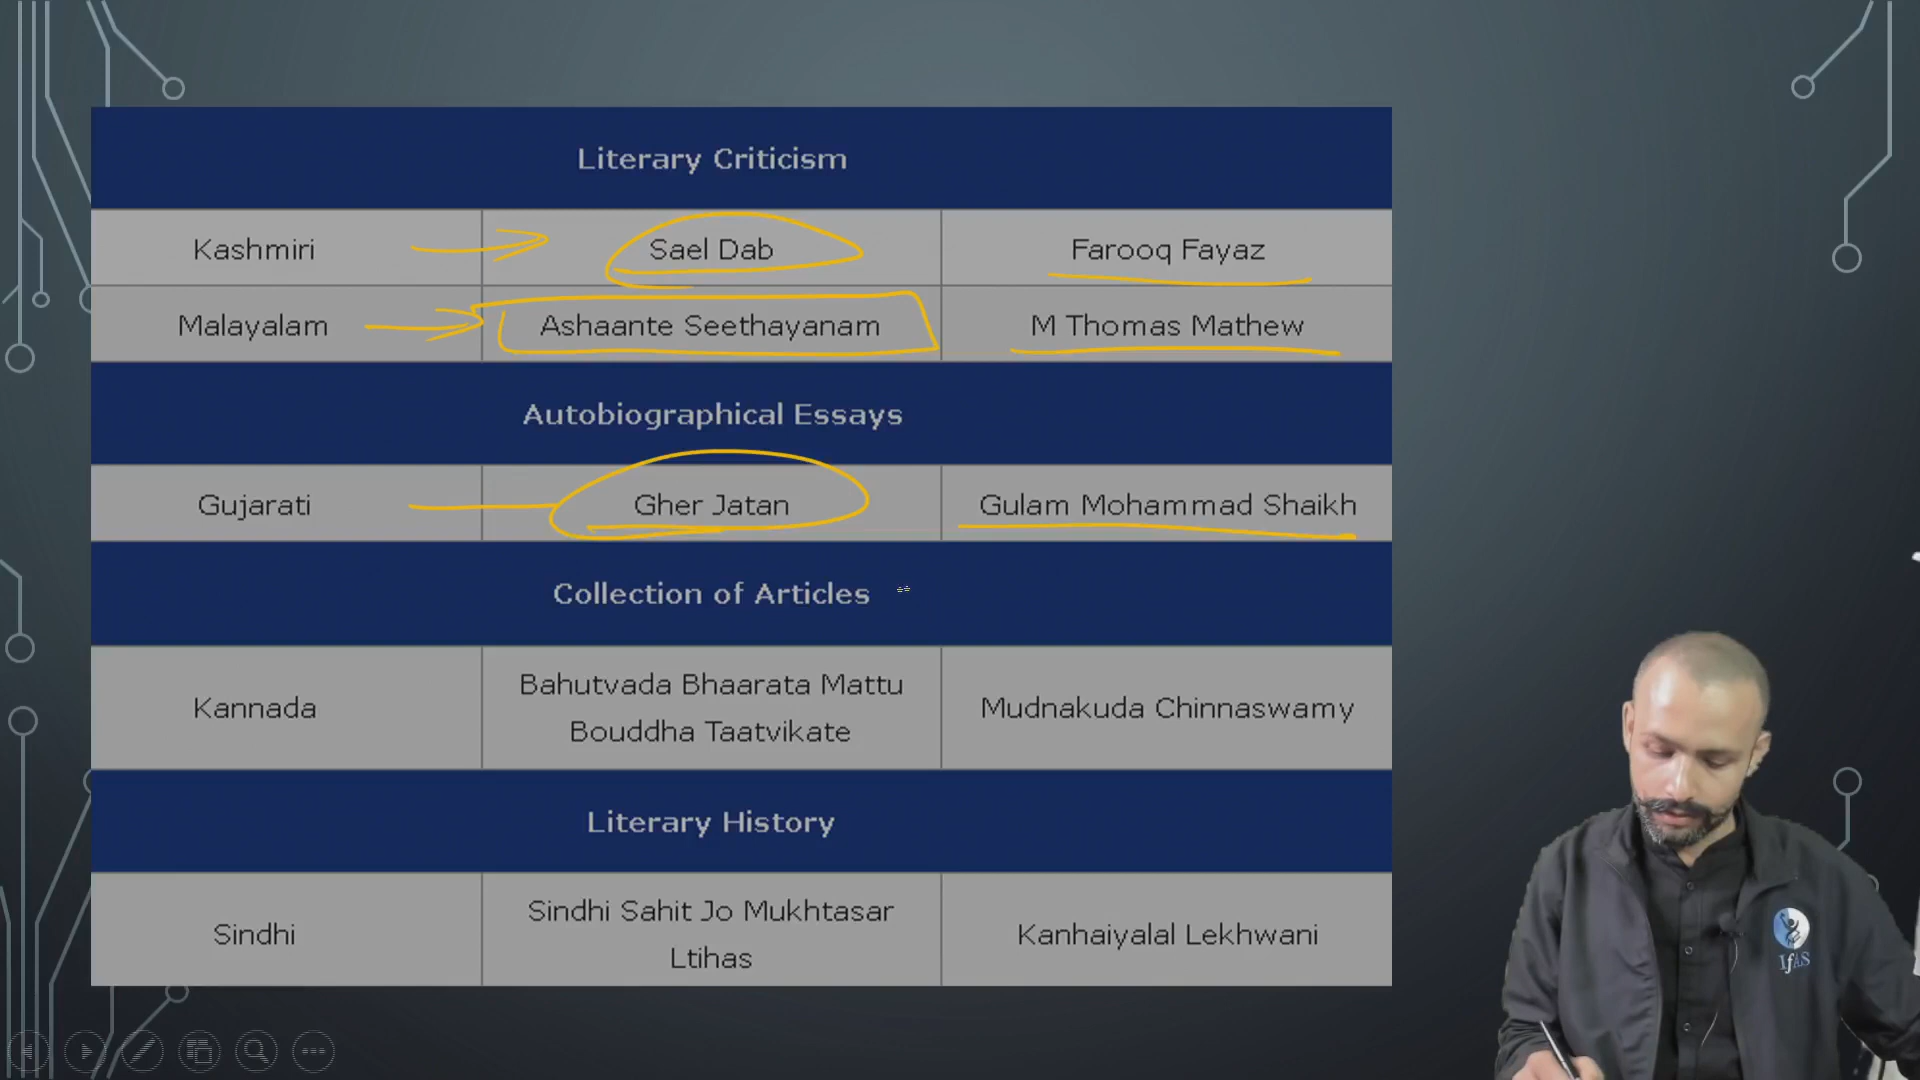 Literary Criticism
Kashmiri Sael Dab Farooq Fayaz
Malayalam Ashaante Seethayanam M Thomas Mathew
Autobiographical Essays
Gujarati Gher Jatan Gulam Mohammad Shaikh
Collection of Articles
Kannada Bahutvada Bhaarata Mattu Mudnakuda Chinnaswamy
Bouddha Taatvikate
Literary History
Sindhi Sindhi Sahit Jo Mukhtasar Kanhaiyalal Lekhwani
Ltihas
IfAS